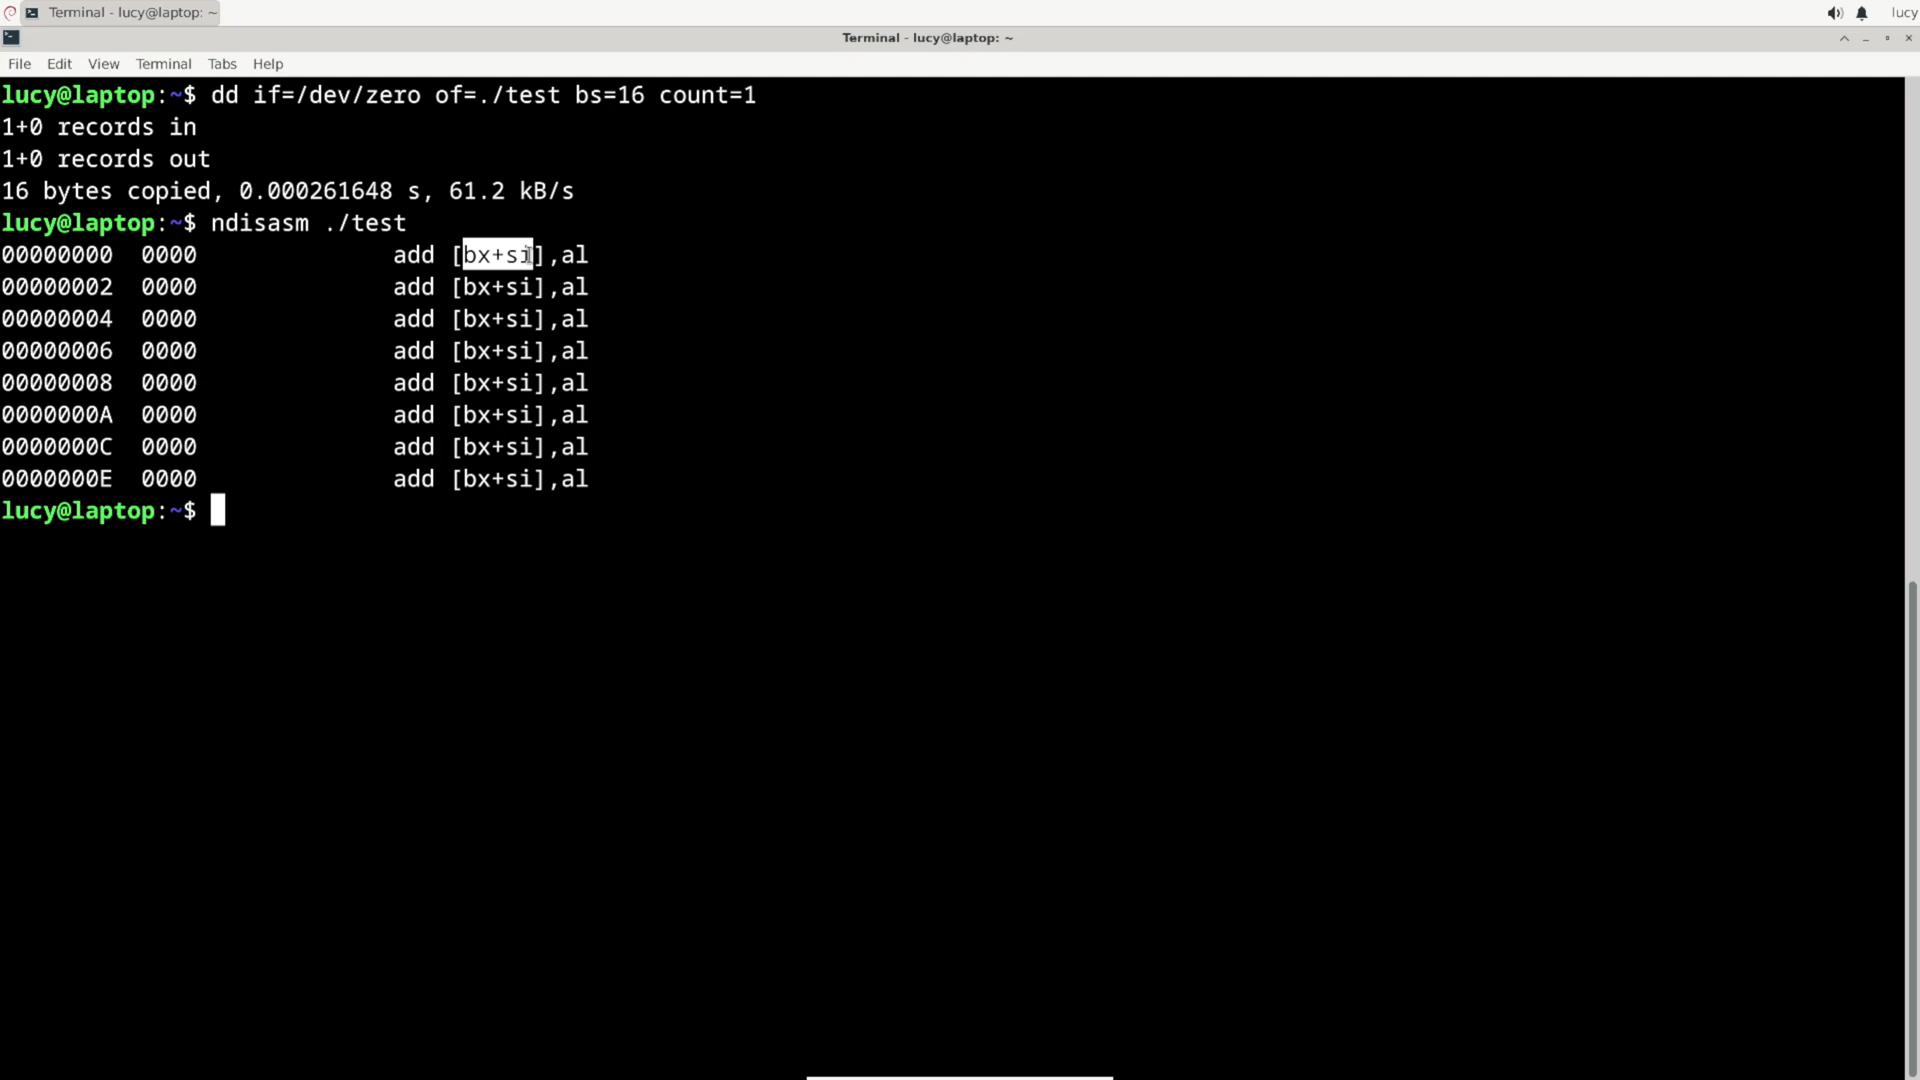 Terminal - lucy@laptop: ~
lucy
Terminal - lucy@laptop: ~
File Edit View Terminal Tabs Help
lucy@laptop:~$ dd if=/dev/zero of=./test bs=16 count=1
1+0 records in
1+0 records out
16 bytes copied, 0.000261648 s, 61.2 kB/s
lucy@laptop:~$ ndisasm ./test
00000000  0000              add [bx+si],al
00000002  0000              add [bx+si],al
00000004  0000              add [bx+si],al
00000006  0000              add [bx+si],al
00000008  0000              add [bx+si],al
0000000A  0000              add [bx+si],al
0000000C  0000              add [bx+si],al
0000000E  0000              add [bx+si],al
lucy@laptop:~$